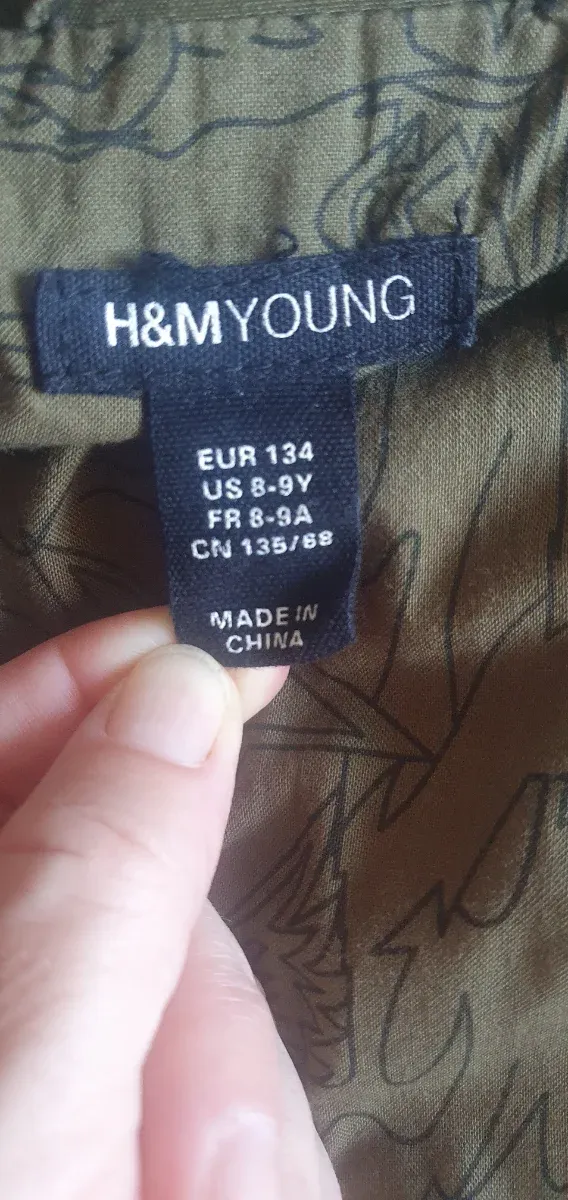 H&MYOUNG
EUR 134
US 8-9Y
FR 8-9A
CN 135/68
MADE IN
CHINA